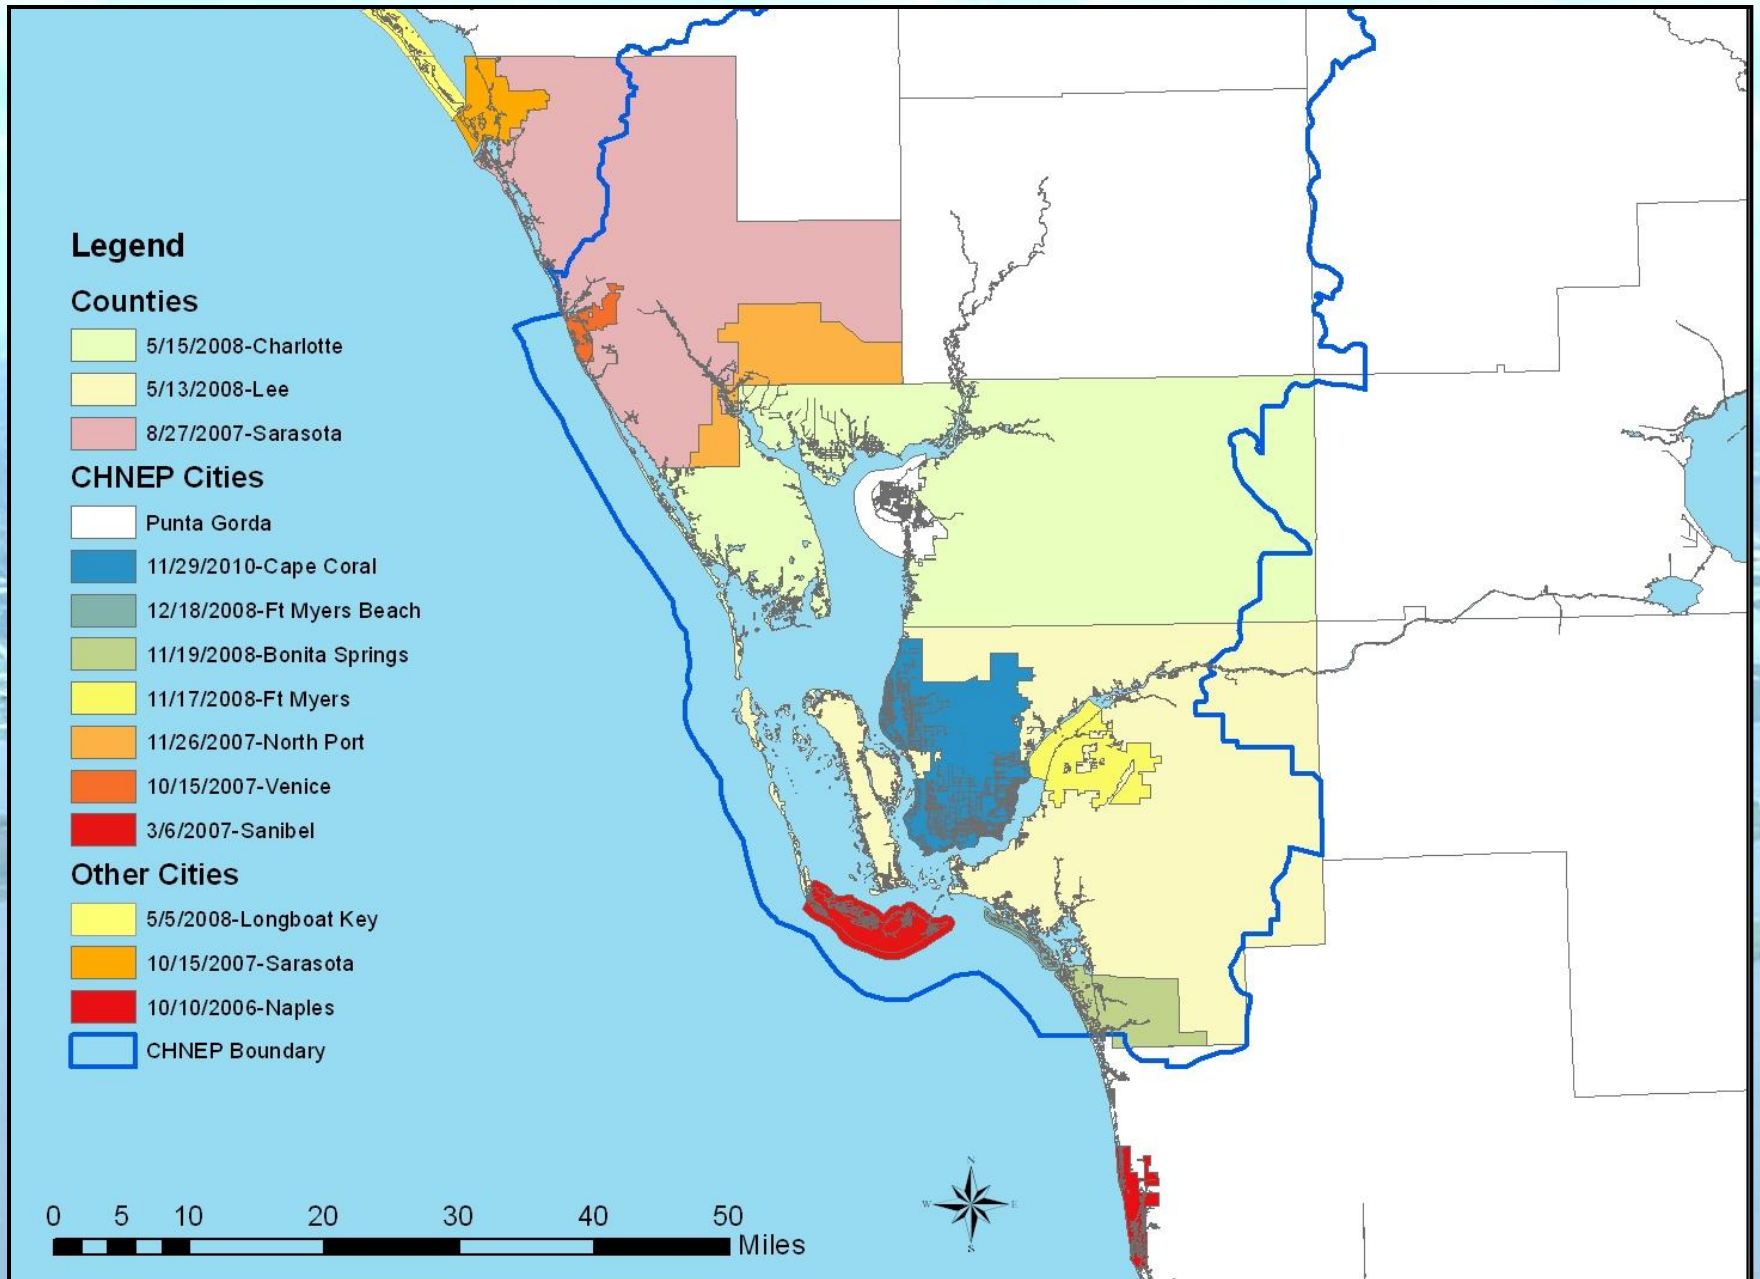 Legend
Counties
5/15/2008-Charlotte
5/13/2008-Lee
8/27/2007-Sarasota
CHNEP Cities
Punta Gorda
11/29/2010-Cape Coral
12/18/2008-Ft Myers Beach
11/19/2008-Bonita Springs
11/17/2008-Ft Myers
11/26/2007-North Port
10/15/2007-Venice
3/6/2007-Sanibel
Other Cities
5/5/2008-Longboat Key
10/15/2007-Sarasota
10/10/2006-Naples
CHNEP Boundary
N
W E
S
0 5 10 20 30 40 50
Miles